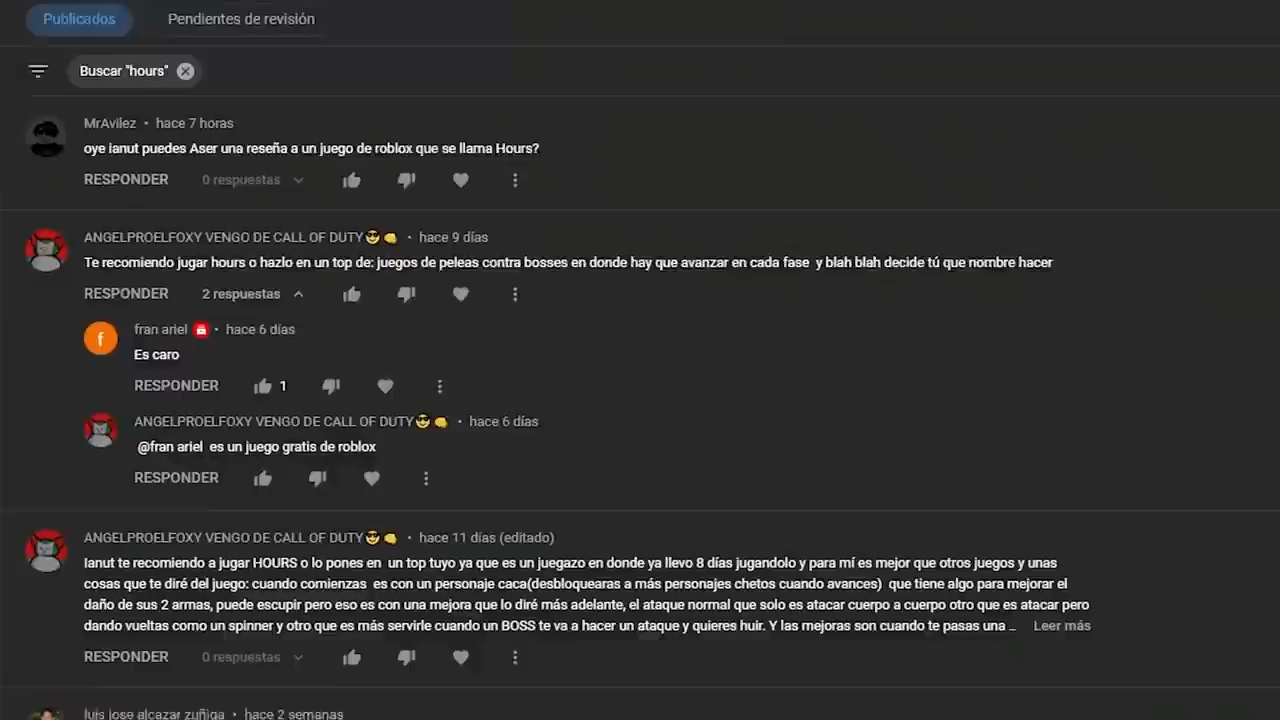 Publicados Pendientes de revisión
Buscar "hours"
MrAvilez • hace 7 horas
oye ianut puedes Aser una reseña a un juego de roblox que se llama Hours?
RESPONDER 0 respuestas
ANGELPROELFOXY VENGO DE CALL OF DUTY😎👊 • hace 9 días
Te recomiendo jugar hours o hazlo en un top de: juegos de peleas contra bosses en donde hay que avanzar en cada fase y blah blah decide tú que nombre hacer
RESPONDER 2 respuestas
f fran ariel • hace 6 días
Es caro
RESPONDER 1
ANGELPROELFOXY VENGO DE CALL OF DUTY😎👊 • hace 6 días
@fran ariel es un juego gratis de roblox
RESPONDER
ANGELPROELFOXY VENGO DE CALL OF DUTY😎👊 • hace 11 días (editado)
Ianut te recomiendo a jugar HOURS o lo pones en un top tuyo ya que es un juegazo en donde ya llevo 8 días jugandolo y para mí es mejor que otros juegos y unas
cosas que te diré del juego: cuando comienzas es con un personaje caca(desbloquearas a más personajes chetos cuando avances) que tiene algo para mejorar el
daño de sus 2 armas, puede escupir pero eso es con una mejora que lo diré más adelante, el ataque normal que solo es atacar cuerpo a cuerpo otro que es atacar pero
dando vueltas como un spinner y otro que es más servirle cuando un BOSS te va a hacer un ataque y quieres huir. Y las mejoras son cuando te pasas una ... Leer más
RESPONDER 0 respuestas
luis jose alcazar zuñiga • hace 2 semanas